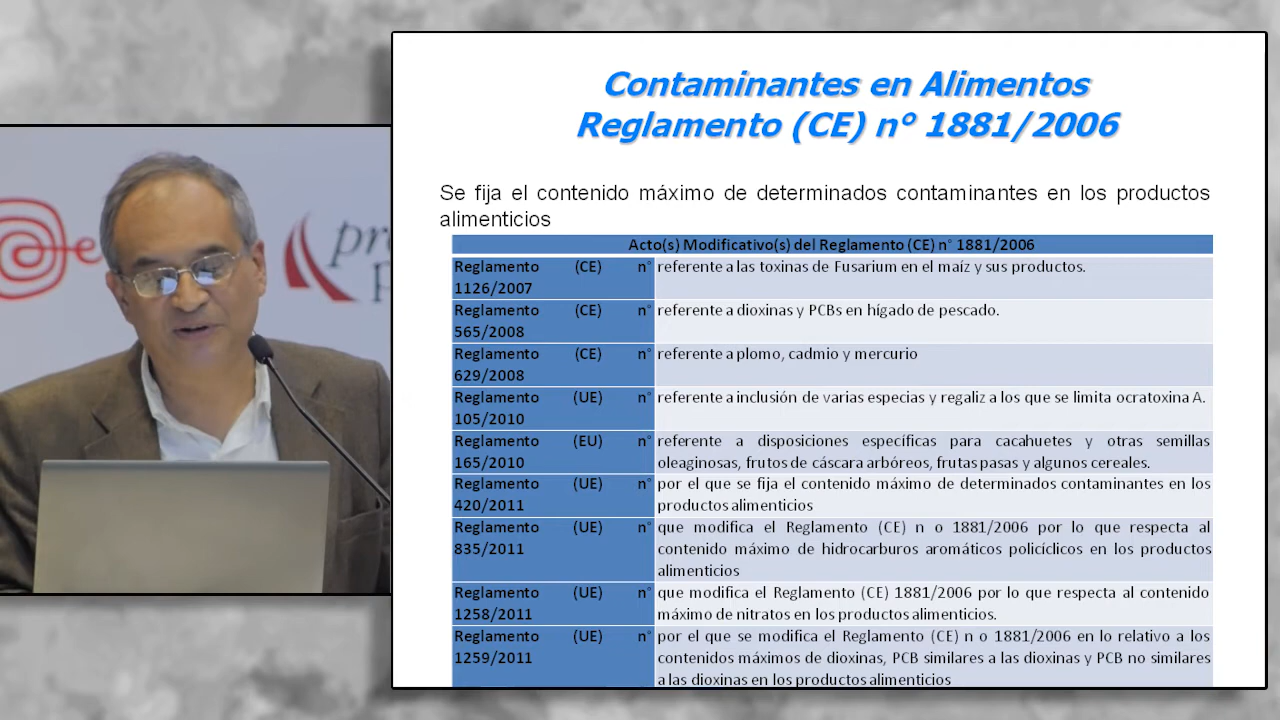 Contaminantes en Alimentos
Reglamento (CE) n° 1881/2006
Se fija el contenido máximo de determinados contaminantes en los productos
alimenticios
Acto(s) Modificativo(s) del Reglamento (CE) n° 1881/2006
Reglamento (CE) n°
1126/2007
referente a las toxinas de Fusarium en el maíz y sus productos.
Reglamento (CE) n°
565/2008
referente a dioxinas y PCBs en hígado de pescado.
Reglamento (CE) n°
629/2008
referente a plomo, cadmio y mercurio
Reglamento (UE) n°
105/2010
referente a inclusión de varias especias y regaliz a los que se limita ocratoxina A.
Reglamento (EU) n°
165/2010
referente a disposiciones específicas para cacahuetes y otras semillas
oleaginosas, frutos de cáscara arbóreos, frutas pasas y algunos cereales.
Reglamento (UE) n°
420/2011
por el que se fija el contenido máximo de determinados contaminantes en los
productos alimenticios
Reglamento (UE) n°
835/2011
que modifica el Reglamento (CE) n o 1881/2006 por lo que respecta al
contenido máximo de hidrocarburos aromáticos policíclicos en los productos
alimenticios
Reglamento (UE) n°
1258/2011
que modifica el Reglamento (CE) 1881/2006 por lo que respecta al contenido
máximo de nitratos en los productos alimenticios.
Reglamento (UE) n°
1259/2011
por el que se modifica el Reglamento (CE) n o 1881/2006 en lo relativo a los
contenidos máximos de dioxinas, PCB similares a las dioxinas y PCB no similares
a las dioxinas en los productos alimenticios